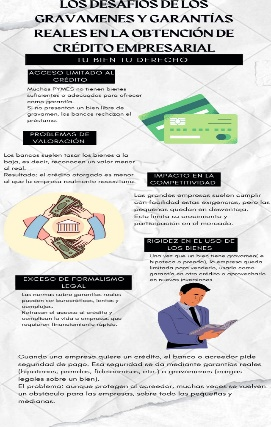 LOS DESAFÍOS DE LOS
GRAVAMENES Y GARANTÍAS
REALES EN LA OBTENCIÓN DE
CRÉDITO EMPRESARIAL
TU BIEN TU DERECHO
ACCESO LIMITADO AL
CRÉDITO
Muchas PYMES no tienen bienes
suficientes o adecuados para ofrecer
como garantía.
Si no presentan un bien libre de
gravamen, los bancos rechazan el
préstamo.
PROBLEMAS DE
VALORACIÓN
Los bancos suelen tasar los bienes a la
baja, es decir, reconocen un valor menor
al real.
Resultado: el crédito otorgado es menor
al que la empresa realmente necesitaba.
IMPACTO EN LA
COMPETITIVIDAD
Las grandes empresas suelen cumplir
con facilidad estas exigencias, pero las
pequeñas quedan en desventaja.
Esto limita su crecimiento y
participación en el mercado.
RIGIDEZ EN EL USO DE
LOS BIENES
Una vez que un bien tiene gravamen( o
hipoteca o prenda), la empresa queda
limitada para venderlo, usarlo como
garantía en otro crédito o aprovecharlo
en nuevas inversiones.
EXCESO DE FORMALISMO
LEGAL
Las normas sobre garantías reales
pueden ser burocráticas, lentas y
complejas.
Retrasan el acceso al crédito y
complican la vida a empresas que
requieren financiamiento rápido.
Cuando una empresa quiere un crédito, el banco o acreedor pide
seguridad de pago. Esa seguridad se da mediante garantías reales
(hipotecas, prendas, fideicomisos, etc.) o gravámenes (cargas
legales sobre un bien).
El problema: aunque protegen al acreedor, muchas veces se vuelven
un obstáculo para las empresas, sobre todo las pequeñas y
medianas.